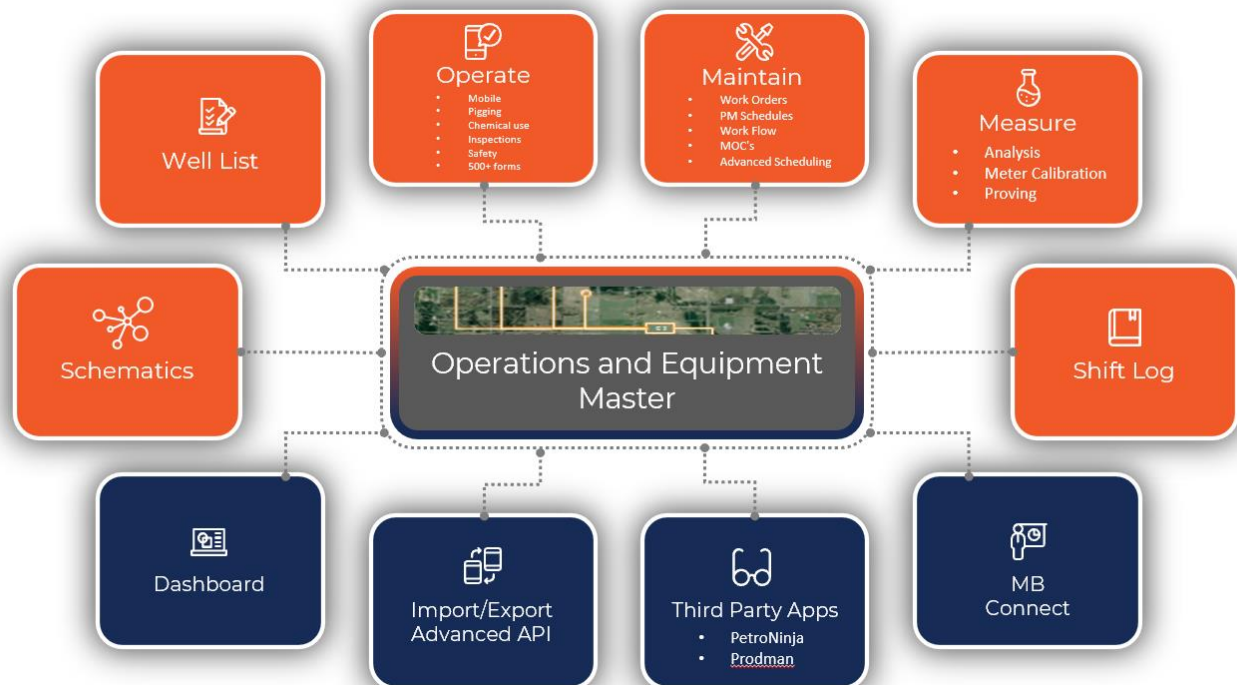 Operate
• Mobile
• Pigging
• Chemical use
• Inspections
• Safety
• 500+ forms
Maintain
• Work Orders
• PM Schedules
• Work Flow
• MOC's
• Advanced Scheduling
Well List
Measure
• Analysis
• Meter Calibration
• Proving
Schematics
Operations and Equipment
Master
Shift Log
Dashboard
Import/Export
Advanced API
Third Party Apps
• PetroNinja
• Prodman
MB
Connect